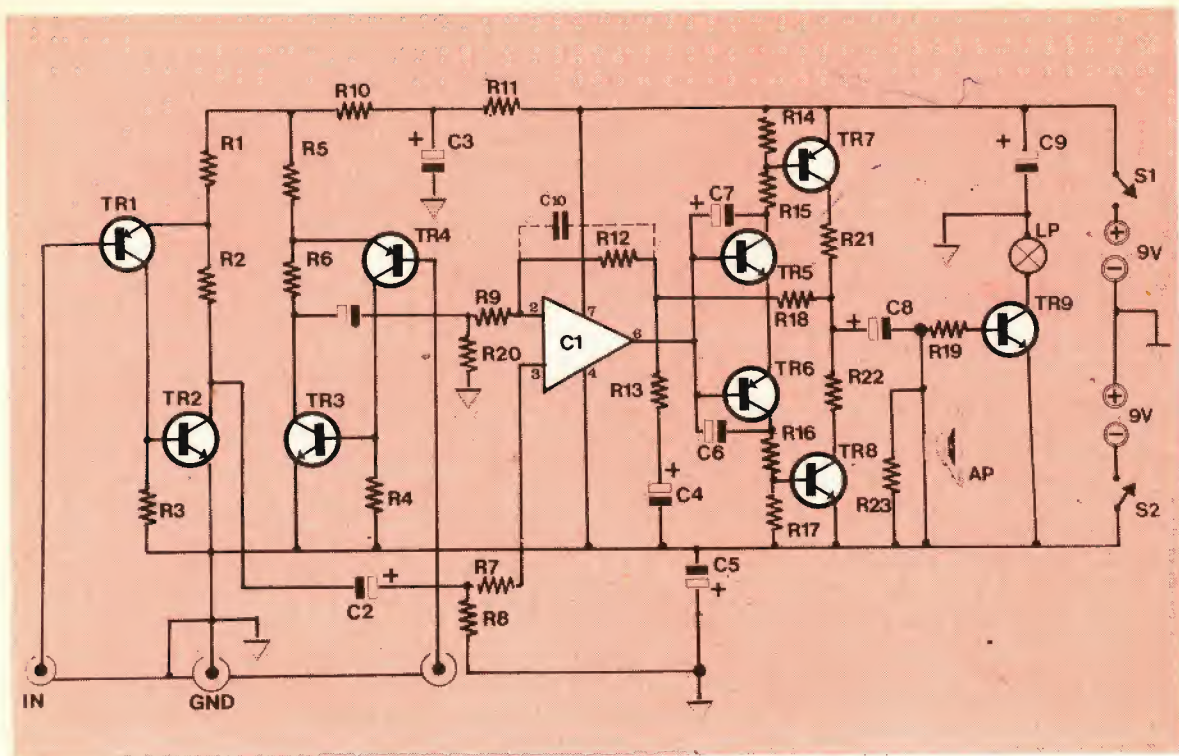 R10
R11
R1
R5
C3
R14
TR7
C9
S1
TR1
C7
R15
C10
TR4
R12
LP
9V
R2
R6
R21
TR5
R9
2
7
R18
C8
TR9
C1
6
R20
R19
3
4
R13
TR6
R22
TR2
TR3
9V
R16
C6
TR8
AP
R4
C4
R23
S2
R3
R17
R7
C5
C2
R8
IN
GND